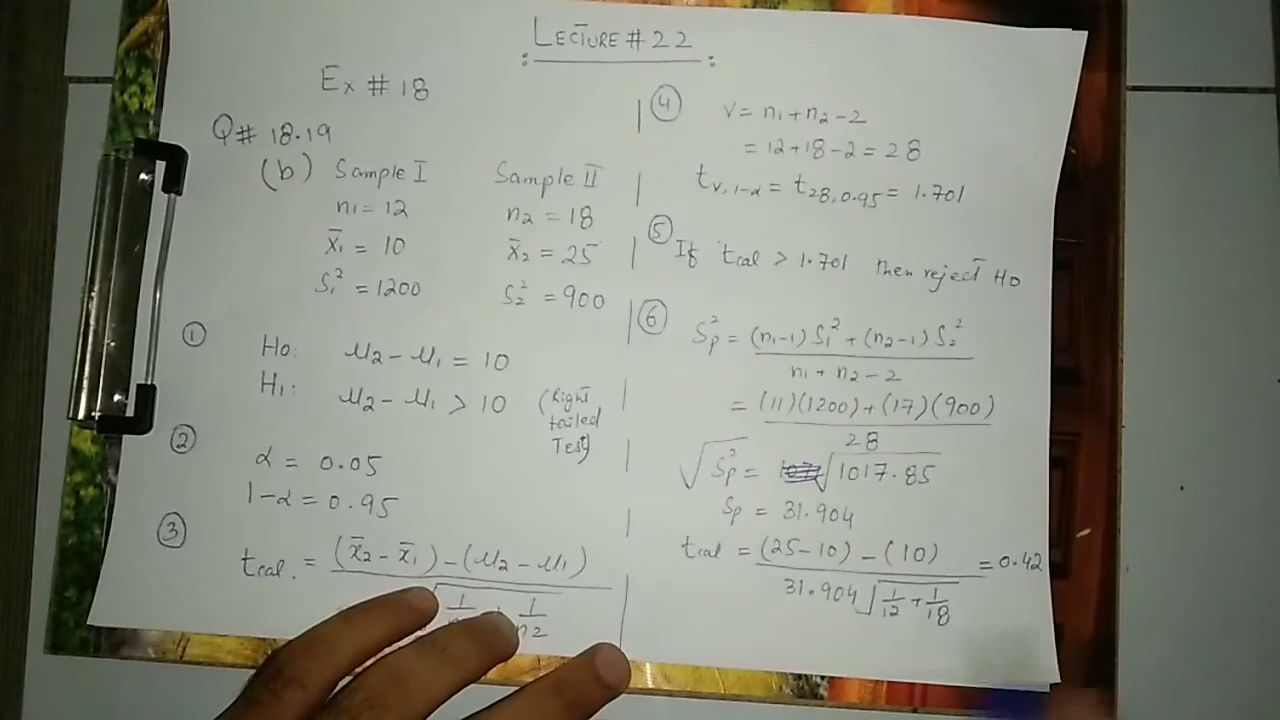 LECTURE # 22
Ex # 18
Q# 18.19
(b) Sample I Sample II
n1 = 12 n2 = 18
x̄1 = 10 x̄2 = 25
S1² = 1200 S2² = 900
① H0: μ2 - μ1 = 10
H1: μ2 - μ1 > 10 (Right tailed Test)
② α = 0.05
1-α = 0.95
③ tcal. = (x̄2 - x̄1) - (μ2 - μ1)
√ 1 + 1
n2
④ V = n1 + n2 - 2
= 12 + 18 - 2 = 28
tv,1-α = t28,0.95 = 1.701
⑤ If tcal > 1.701 then reject H0
⑥ Sp² = (n1-1) S1² + (n2-1) S2²
n1 + n2 - 2
= (11)(1200) + (17)(900)
28
√Sp² = √1017.85
Sp = 31.904
tcal = (25-10) - (10) = 0.42
31.904 √ 1/12 + 1/18